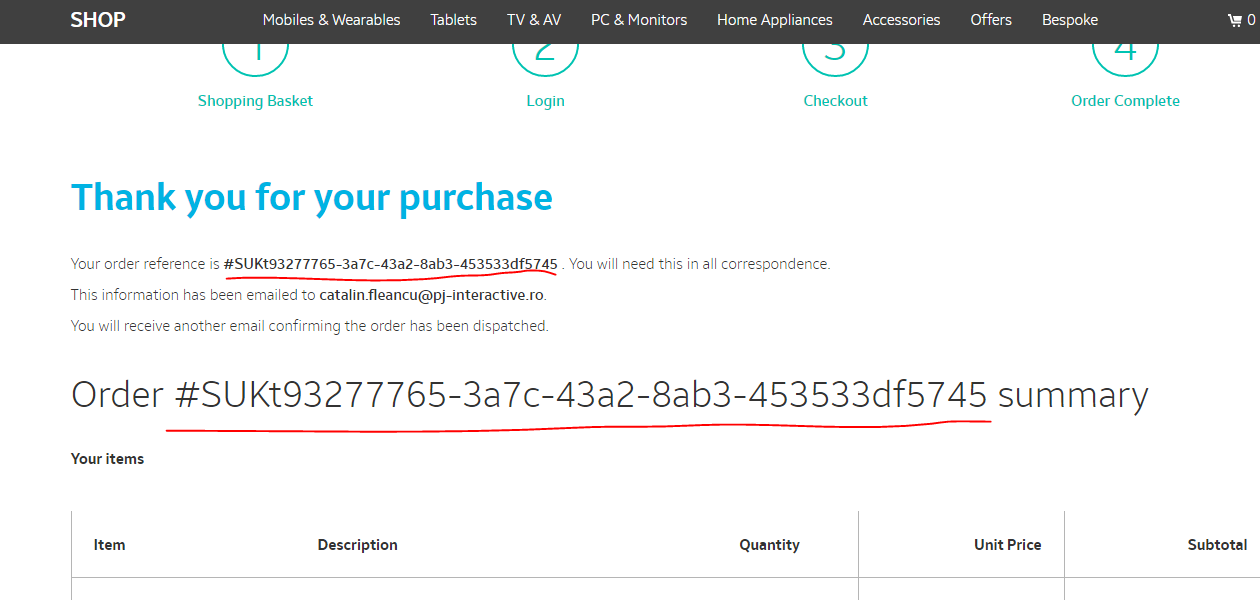 SHOP Mobiles & Wearables Tablets TV & AV PC & Monitors Home Appliances Accessories Offers Bespoke 0
1 2 3 4
Shopping Basket Login Checkout Order Complete
Thank you for your purchase
Your order reference is #SUKt93277765-3a7c-43a2-8ab3-453533df5745 . You will need this in all correspondence.
This information has been emailed to catalin.fleancu@pj-interactive.ro.
You will receive another email confirming the order has been dispatched.
Order #SUKt93277765-3a7c-43a2-8ab3-453533df5745 summary
Your items
Item Description Quantity Unit Price Subtotal